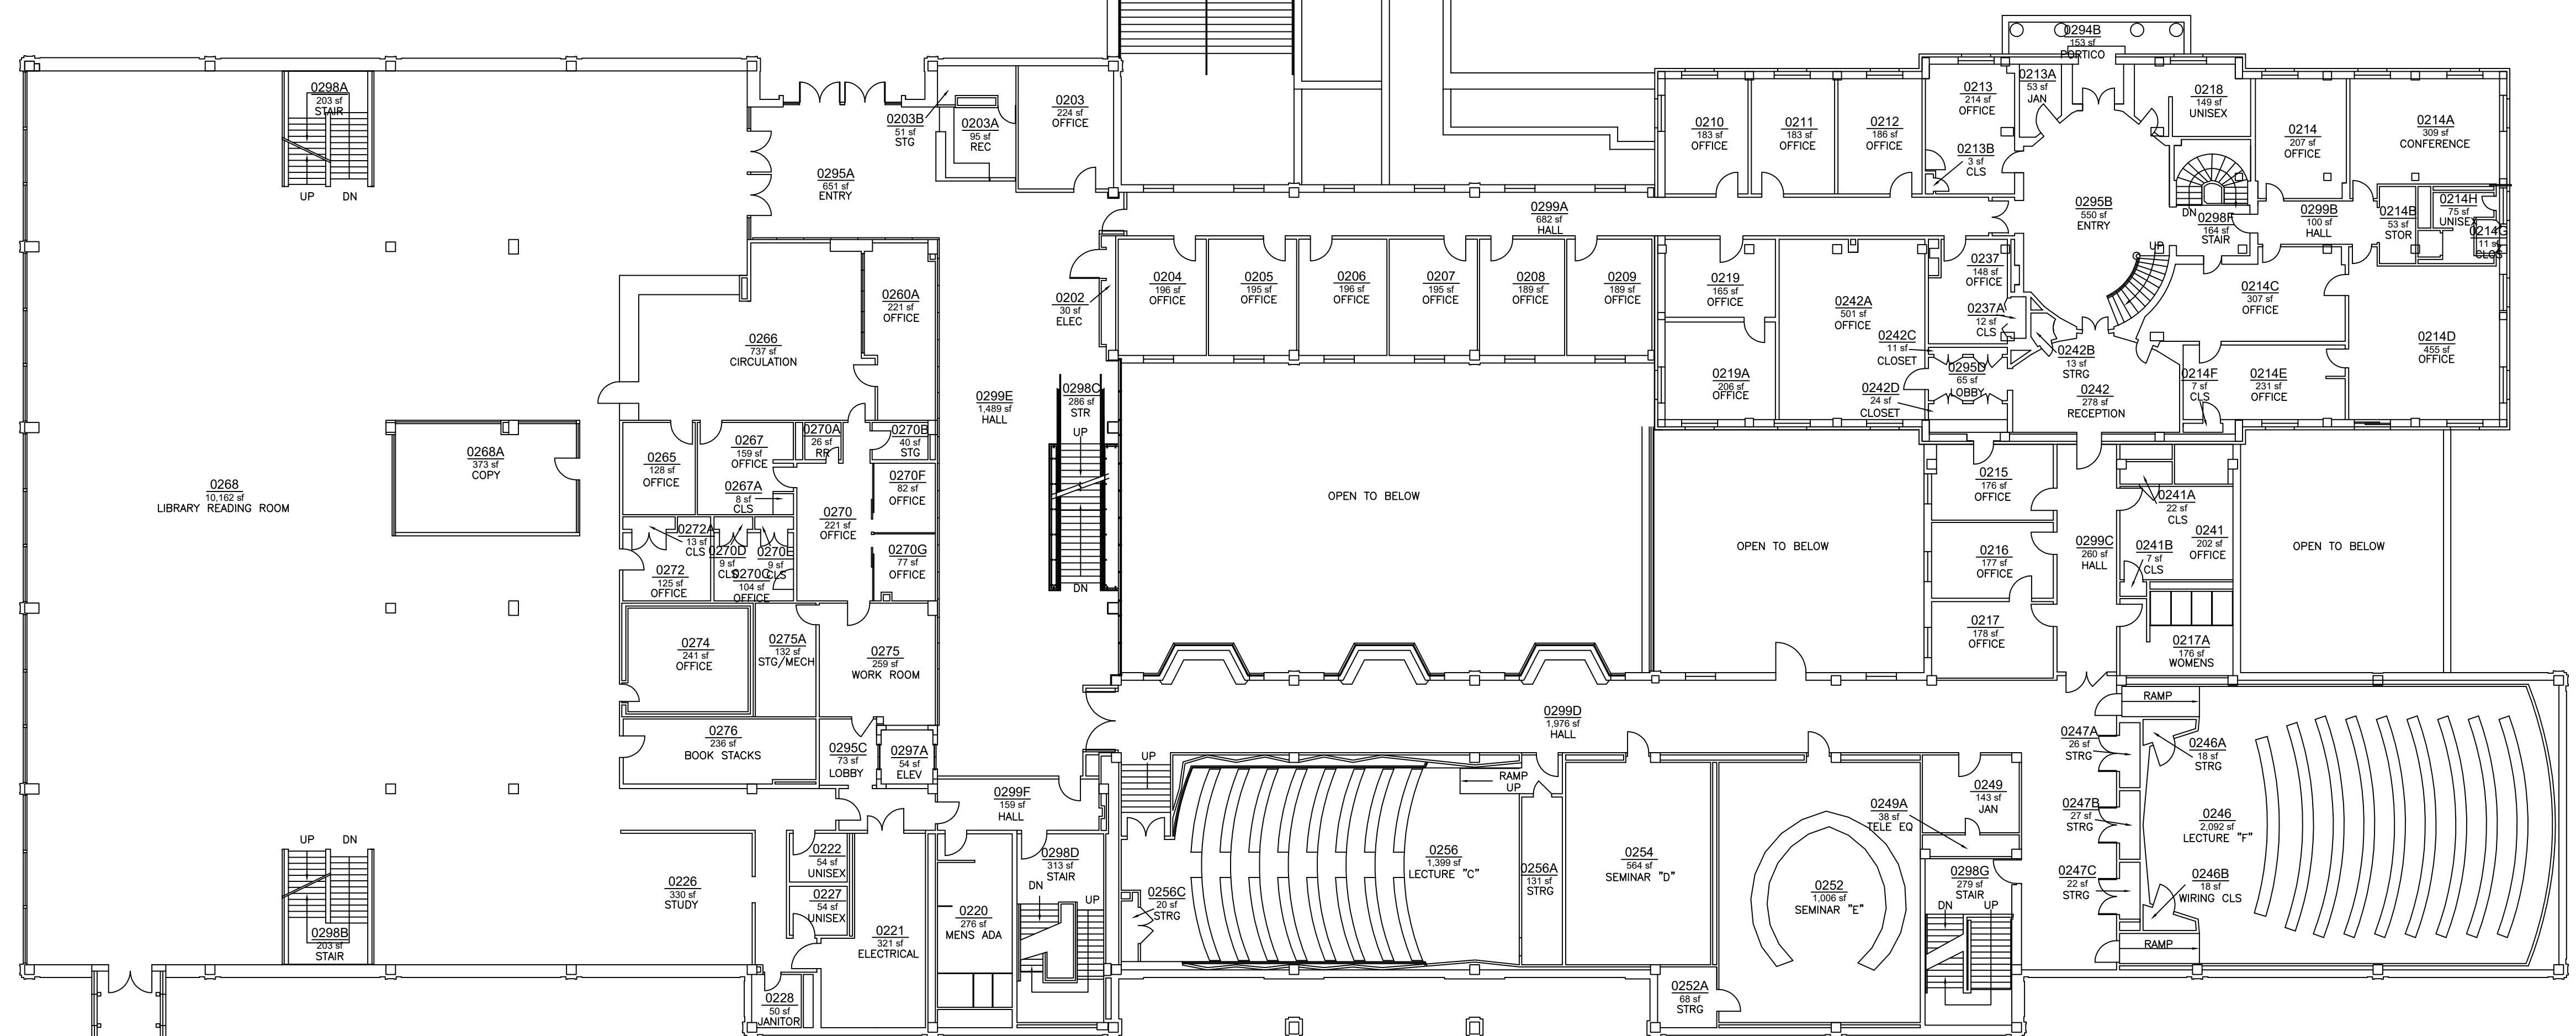 0298A
203 sf
STAIR
UP
DN
0295A
651 sf
ENTRY
0203B
51 sf
STG
0203A
95 sf
REC
0203
224 sf
OFFICE
0294B
153 sf
PORTICO
0210
183 sf
OFFICE
0211
183 sf
OFFICE
0212
186 sf
OFFICE
0213
214 sf
OFFICE
0213A
53 sf
JAN
0213B
3 sf
CLS
0218
149 sf
UNISEX
0214
207 sf
OFFICE
0214A
309 sf
CONFERENCE
0299A
682 sf
HALL
0295B
550 sf
ENTRY
DN
0298F
164 sf
STAIR
0299B
100 sf
HALL
0214B
53 sf
STOR
0214H
75 sf
UNISEX
0214G
11 sf
CLOS
UP
0260A
221 sf
OFFICE
0266
737 sf
CIRCULATION
0202
30 sf
ELEC
0204
196 sf
OFFICE
0205
195 sf
OFFICE
0206
196 sf
OFFICE
0207
195 sf
OFFICE
0208
189 sf
OFFICE
0209
189 sf
OFFICE
0219
165 sf
OFFICE
0219A
206 sf
OFFICE
0242A
501 sf
OFFICE
0237
148 sf
OFFICE
0237A
12 sf
CLS
0242C
11 sf
CLOSET
0295D
65 sf
LOBBY
0242D
24 sf
CLOSET
0242B
13 sf
STRG
0242
278 sf
RECEPTION
0214C
307 sf
OFFICE
0214D
455 sf
OFFICE
0214F
7 sf
CLS
0214E
231 sf
OFFICE
0299E
1,489 sf
HALL
0298C
286 sf
STR
UP
DN
0268
10,162 sf
LIBRARY READING ROOM
0268A
373 sf
COPY
0265
128 sf
OFFICE
0267
159 sf
OFFICE
0267A
8 sf
CLS
0270A
26 sf
RR
0270B
40 sf
STG
0270F
82 sf
OFFICE
0270
221 sf
OFFICE
0270G
77 sf
OFFICE
0272A
13 sf
CLS
0270D
9 sf
CLS
0270E
9 sf
CLS
0272
125 sf
OFFICE
0270C
104 sf
OFFICE
OPEN TO BELOW
OPEN TO BELOW
OPEN TO BELOW
0215
176 sf
OFFICE
0216
177 sf
OFFICE
0217
178 sf
OFFICE
0299C
260 sf
HALL
0241A
22 sf
CLS
0241
202 sf
OFFICE
0241B
7 sf
CLS
0217A
176 sf
WOMENS
0274
241 sf
OFFICE
0275A
132 sf
STG/MECH
0275
259 sf
WORK ROOM
0276
236 sf
BOOK STACKS
0295C
73 sf
LOBBY
0297A
54 sf
ELEV
0299D
1,976 sf
HALL
RAMP
0247A
26 sf
STRG
0246A
18 sf
STRG
0247B
27 sf
STRG
0246
2,092 sf
LECTURE "F"
0247C
22 sf
STRG
0246B
18 sf
WIRING CLS
RAMP
UP
RAMP
UP
0299F
159 sf
HALL
0249
143 sf
JAN
0249A
38 sf
TELE EQ
0256
1,399 sf
LECTURE "C"
0256A
131 sf
STRG
0256C
20 sf
STRG
0254
564 sf
SEMINAR "D"
0252
1,006 sf
SEMINAR "E"
0252A
68 sf
STRG
0298G
279 sf
STAIR
DN
UP
UP
DN
0298B
203 sf
STAIR
0226
330 sf
STUDY
0222
54 sf
UNISEX
0227
54 sf
UNISEX
0221
321 sf
ELECTRICAL
0228
50 sf
JANITOR
0220
276 sf
MENS ADA
0298D
313 sf
STAIR
DN
UP